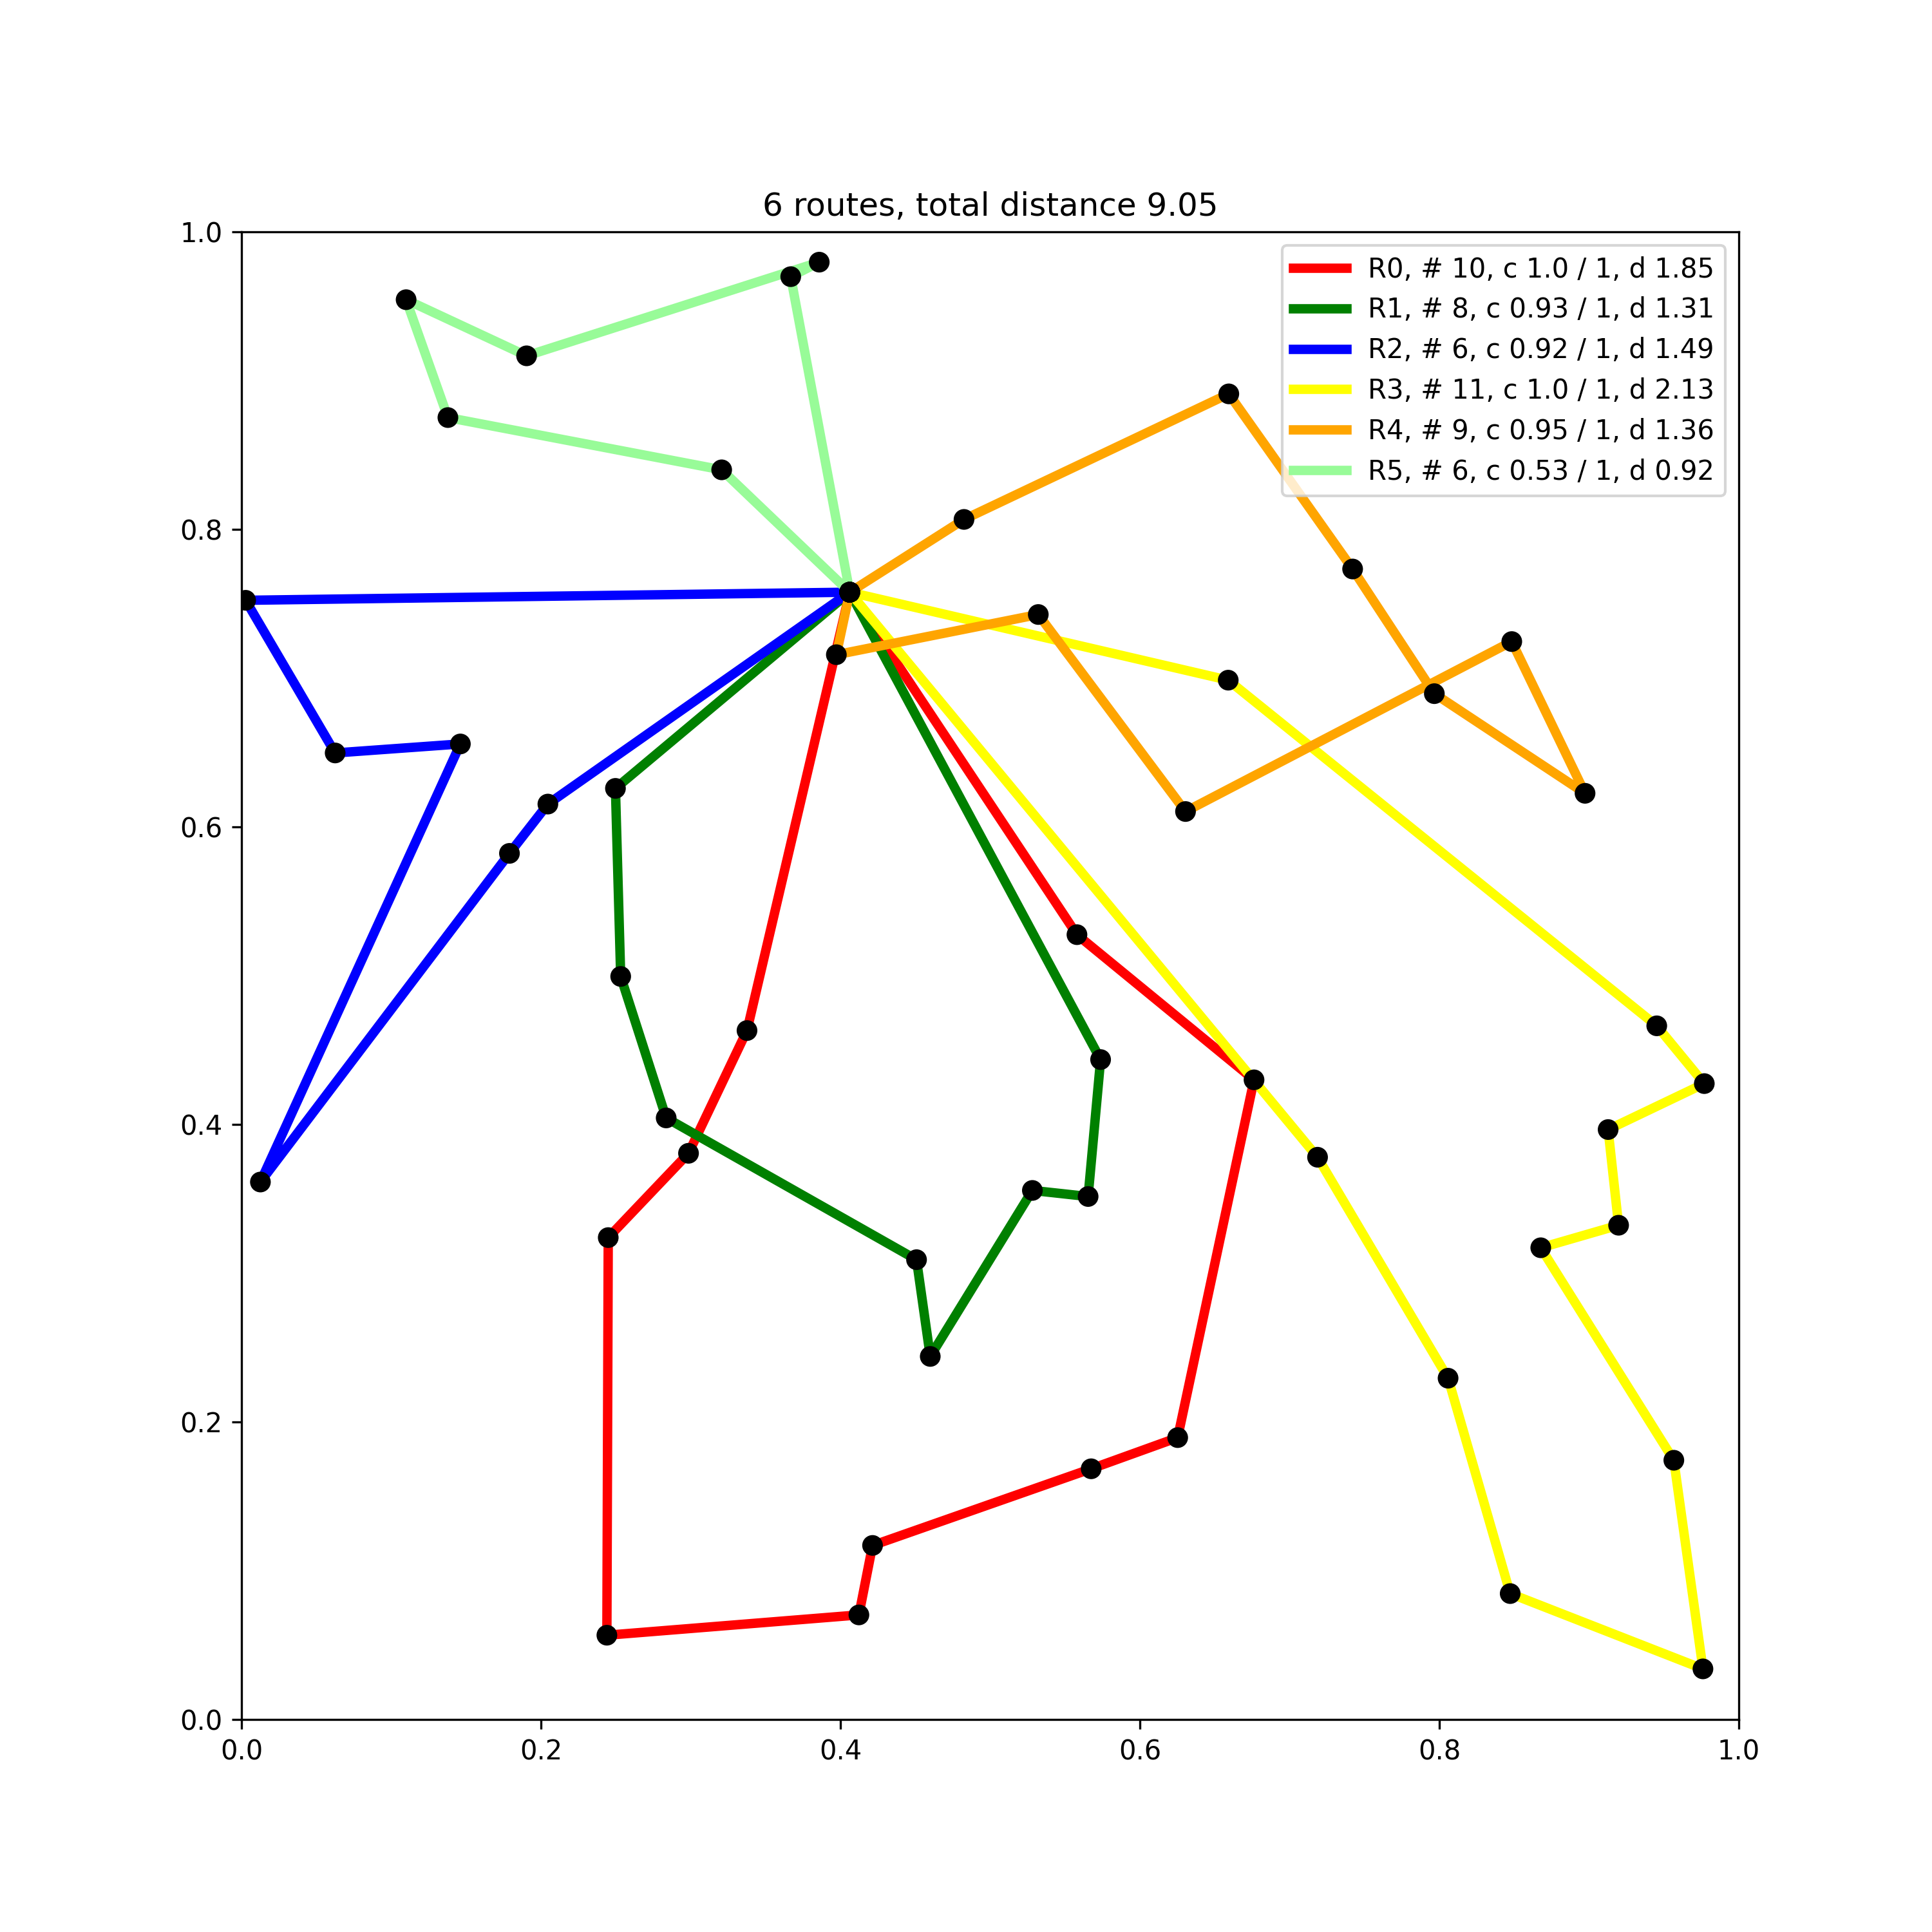 6 routes, total distance 9.05
1.0
0.8
0.6
0.4
0.2
0.0
R0, # 10, c 1.0 / 1, d 1.85
R1, # 8, c 0.93 / 1, d 1.31
R2, # 6, c 0.92 / 1, d 1.49
R3, # 11, c 1.0 / 1, d 2.13
R4, # 9, c 0.95 / 1, d 1.36
R5, # 6, c 0.53 / 1, d 0.92
0.0 0.2 0.4 0.6 0.8 1.0